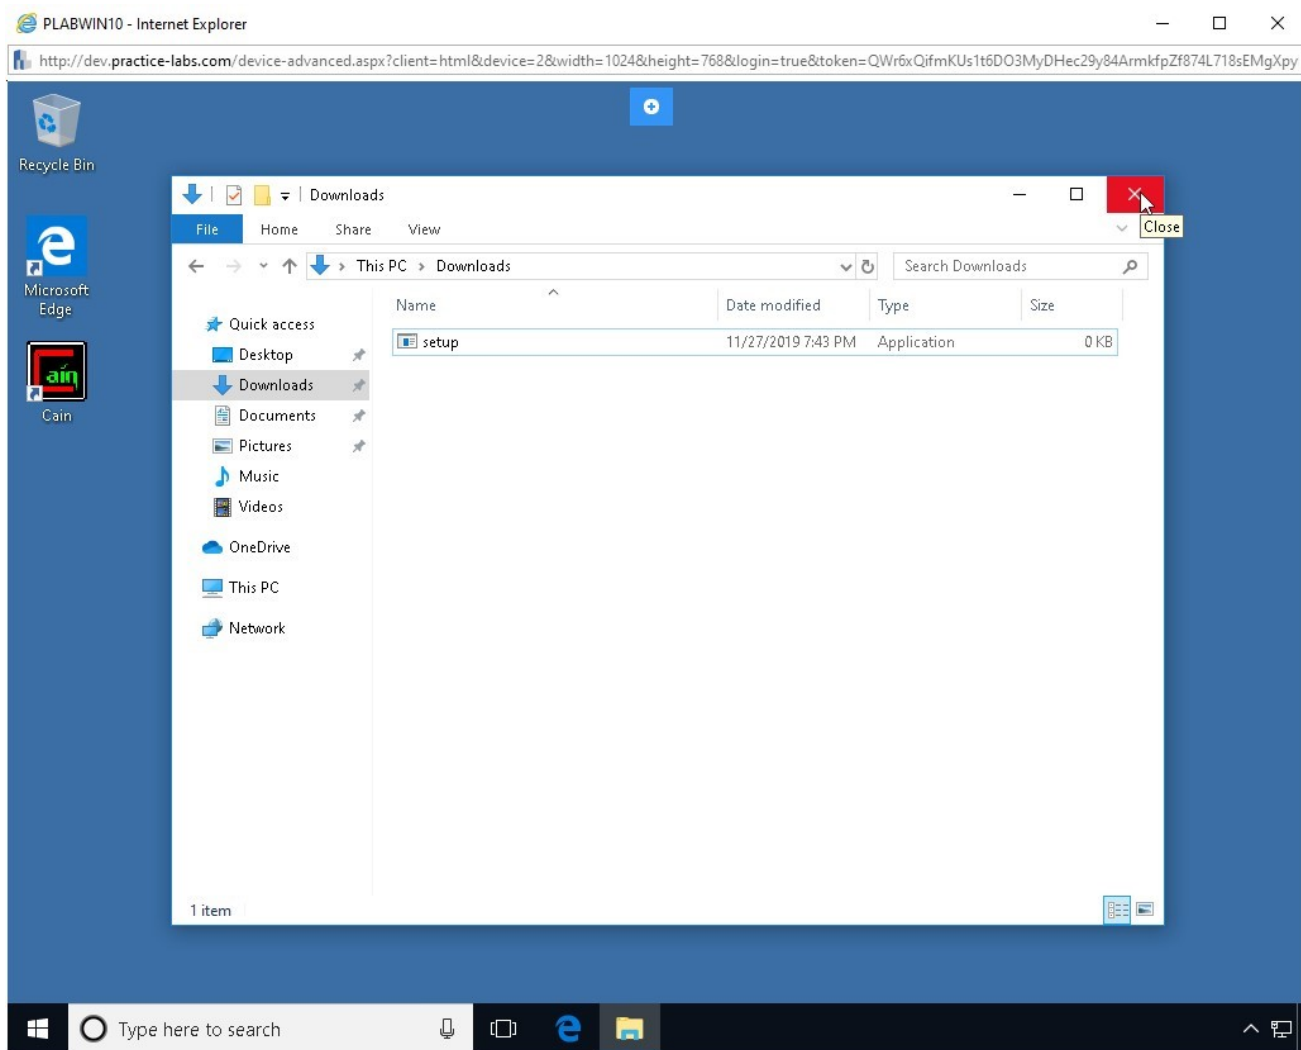 PLABWIN10 - Internet Explorer
http://dev.practice-labs.com/device-advanced.aspx?client=html&device=2&width=1024&height=768&login=true&token=QWr6xQifmKUs1t6DO3MyDHec29y84ArmkfpZf874L718sEMgXpy
Recycle Bin
Downloads
Close
File Home Share View
This PC Downloads
Search Downloads
Microsoft
Edge
Name Date modified Type Size
Quick access
setup 11/27/2019 7:43 PM Application 0 KB
Desktop
Downloads
Documents
Pictures
Music
Videos
OneDrive
This PC
Network
Cain
Cain
1 item
Type here to search